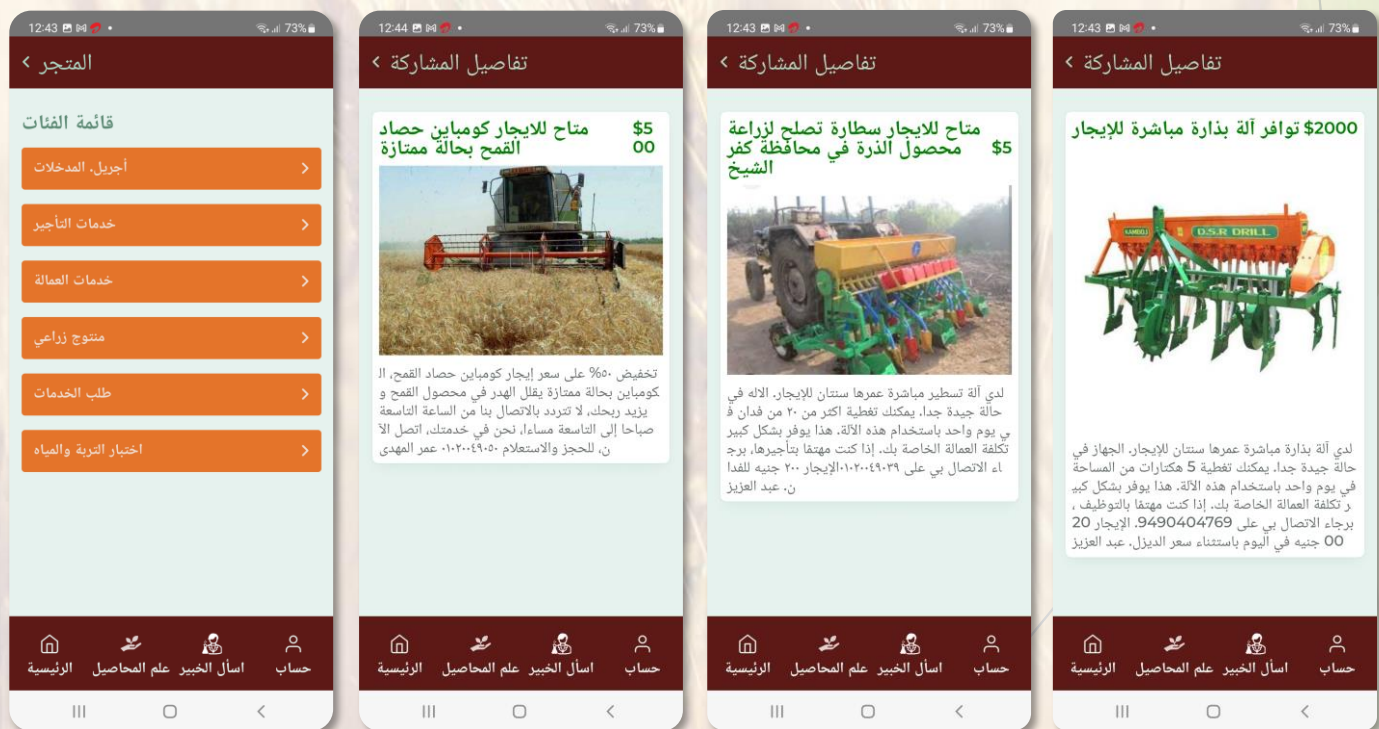 12:43
73%
المتجر
قائمة الفئات
أجريل. المدخلات
خدمات التأجير
خدمات العمالة
منتوج زراعي
طلب الخدمات
اختبار التربة والمياه
الرئيسية
علم المحاصيل
اسأل الخبير
حساب
12:44
73%
تفاصيل المشاركة
متاح للايجار كومباين حصاد
القمح بحالة ممتازة
$5
00
تخفيض ٥٠% على سعر إيجار كومباين حصاد القمح، ال
كومباين بحالة ممتازة يقلل الهدر في محصول القمح و
يزيد ربحك، لا تتردد بالاتصال بنا من الساعة التاسعة
صباحا إلى التاسعة مساءا، نحن في خدمتك، اتصل الآ
ن، للحجز والاستعلام ٠١٠٢٠٠٤٩٠٥٠ عمر المهدى
الرئيسية
علم المحاصيل
اسأل الخبير
حساب
12:43
73%
تفاصيل المشاركة
متاح للايجار سطارة تصلح لزراعة
محصول الذرة في محافظة كفر
الشيخ
$5
لدي آلة تسطير مباشرة عمرها سنتان للإيجار. الاله في
حالة جيدة جدا. يمكنك تغطية اكثر من ٢٠ من فدان ف
ي يوم واحد باستخدام هذه الآلة. هذا يوفر بشكل كبير
تكلفة العمالة الخاصة بك. إذا كنت مهتمًا بتأجيرها، برج
اء الاتصال بي على ٠١٠٢٠٠٤٩٠٣٩.الإيجار ٢٠٠ جنيه للفدا
ن. عبد العزيز
الرئيسية
علم المحاصيل
اسأل الخبير
حساب
12:43
73%
تفاصيل المشاركة
$2000 توافر آلة بذارة مباشرة للإيجار
KAMBOJ
D.S.R DRILL
لدي آلة بذارة مباشرة عمرها سنتان للإيجار. الجهاز في
حالة جيدة جدا. يمكنك تغطية 5 هكتارات من المساحة
في يوم واحد باستخدام هذه الآلة. هذا يوفر بشكل كبي
ر تكلفة العمالة الخاصة بك. إذا كنت مهتمًا بالتوظيف ،
برجاء الاتصال بي على 9490404769. الإيجار 20
00 جنيه في اليوم باستثناء سعر الديزل. عبد العزيز
الرئيسية
علم المحاصيل
اسأل الخبير
حساب